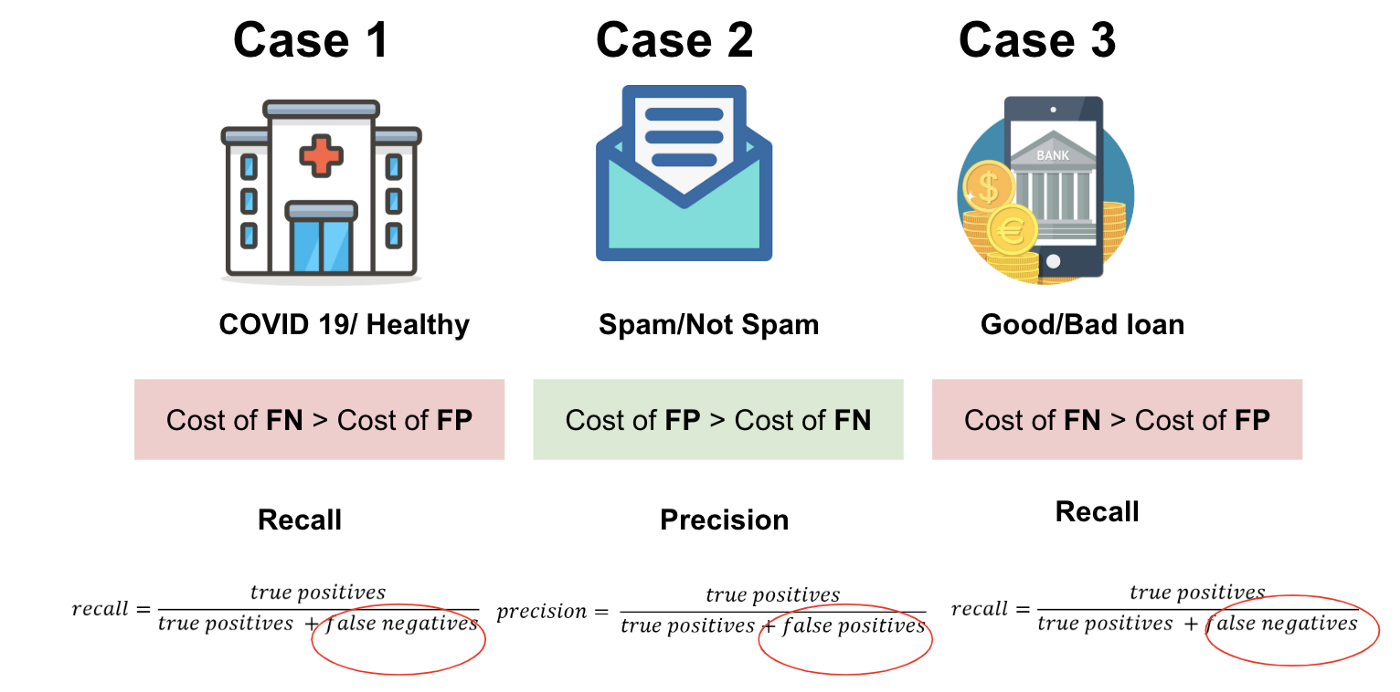 Case 1
Case 2
Case 3
$
€
BANK
COVID 19/ Healthy
Spam/Not Spam
Good/Bad loan
Cost of FN > Cost of FP
Cost of FP > Cost of FN
Cost of FN > Cost of FP
Recall
Precision
Recall
recall = true positives
true positives + false negatives
precision = true positives
true positives + false positives
recall = true positives
true positives + false negatives